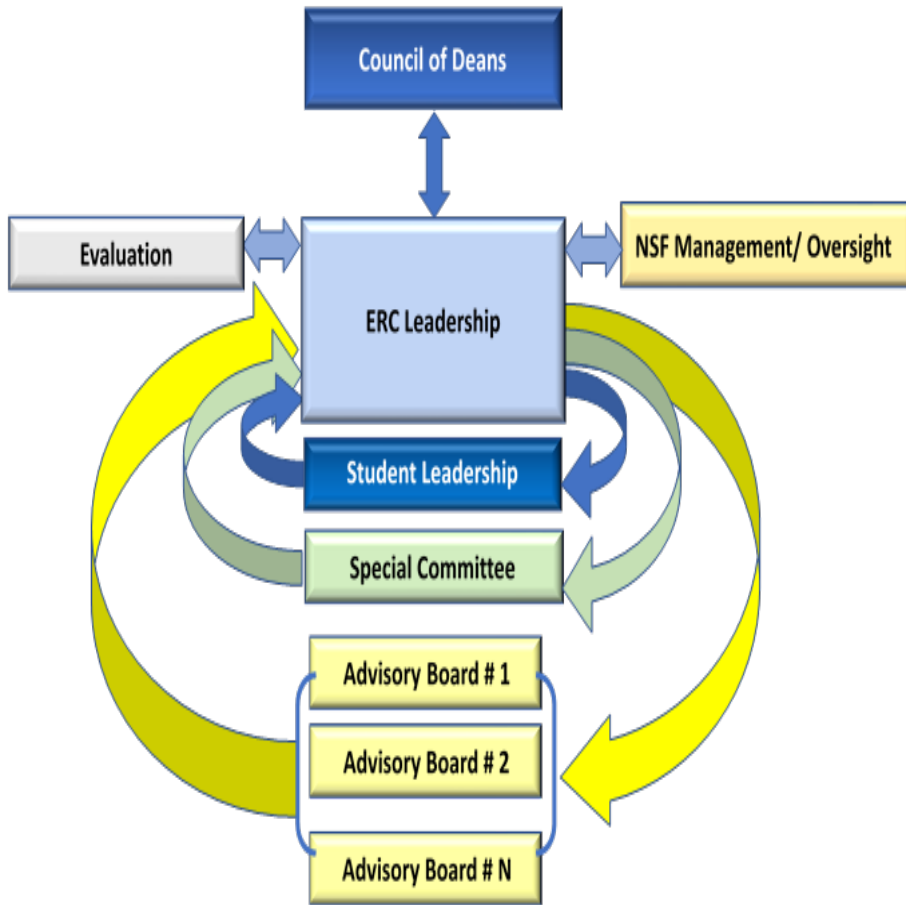 Council of Deans
Evaluation
NSF Management/ Oversight
ERC Leadership
Student Leadership
Special Committee
Advisory Board # 1
Advisory Board # 2
Advisory Board # N